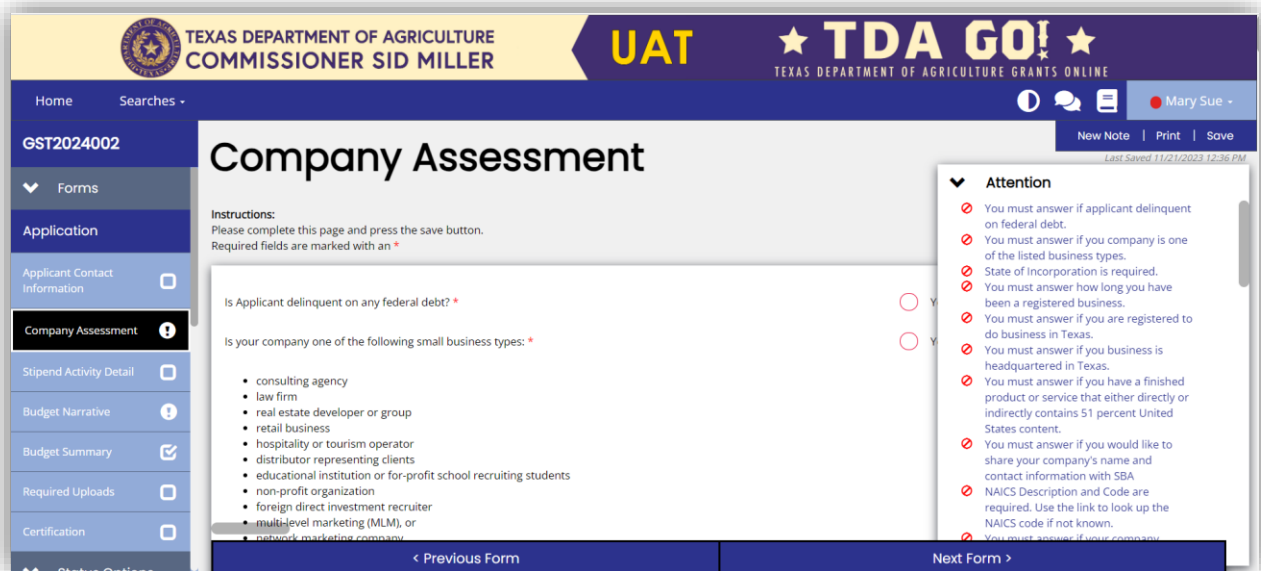 TEXAS DEPARTMENT OF AGRICULTURE
COMMISSIONER SID MILLER
UAT
TDA GO!
TEXAS DEPARTMENT OF AGRICULTURE GRANTS ONLINE
Home
Searches
Mary Sue
GST2024002
Forms
Application
Applicant Contact
Information
Company Assessment
Stipend Activity Detail
Budget Narrative
Budget Summary
Required Uploads
Certification
Status Options
New Note | Print | Save
Last Saved 11/21/2023 12:36 PM
Company Assessment
Instructions:
Please complete this page and press the save button.
Required fields are marked with an *
Is Applicant delinquent on any federal debt? *
Is your company one of the following small business types: *
• consulting agency
• law firm
• real estate developer or group
• retail business
• hospitality or tourism operator
• distributor representing clients
• educational institution or for-profit school recruiting students
• non-profit organization
• foreign direct investment recruiter
• multi-level marketing (MLM), or
• network marketing company
Attention
You must answer if applicant delinquent
on federal debt.
You must answer if you company is one
of the listed business types.
State of Incorporation is required.
You must answer how long you have
been a registered business.
You must answer if you are registered to
do business in Texas.
You must answer if you business is
headquartered in Texas.
You must answer if you have a finished
product or service that either directly or
indirectly contains 51 percent United
States content.
You must answer if you would like to
share your company's name and
contact information with SBA
NAICS Description and Code are
required. Use the link to look up the
NAICS code if not known.
You must answer if your company
< Previous Form
Next Form >